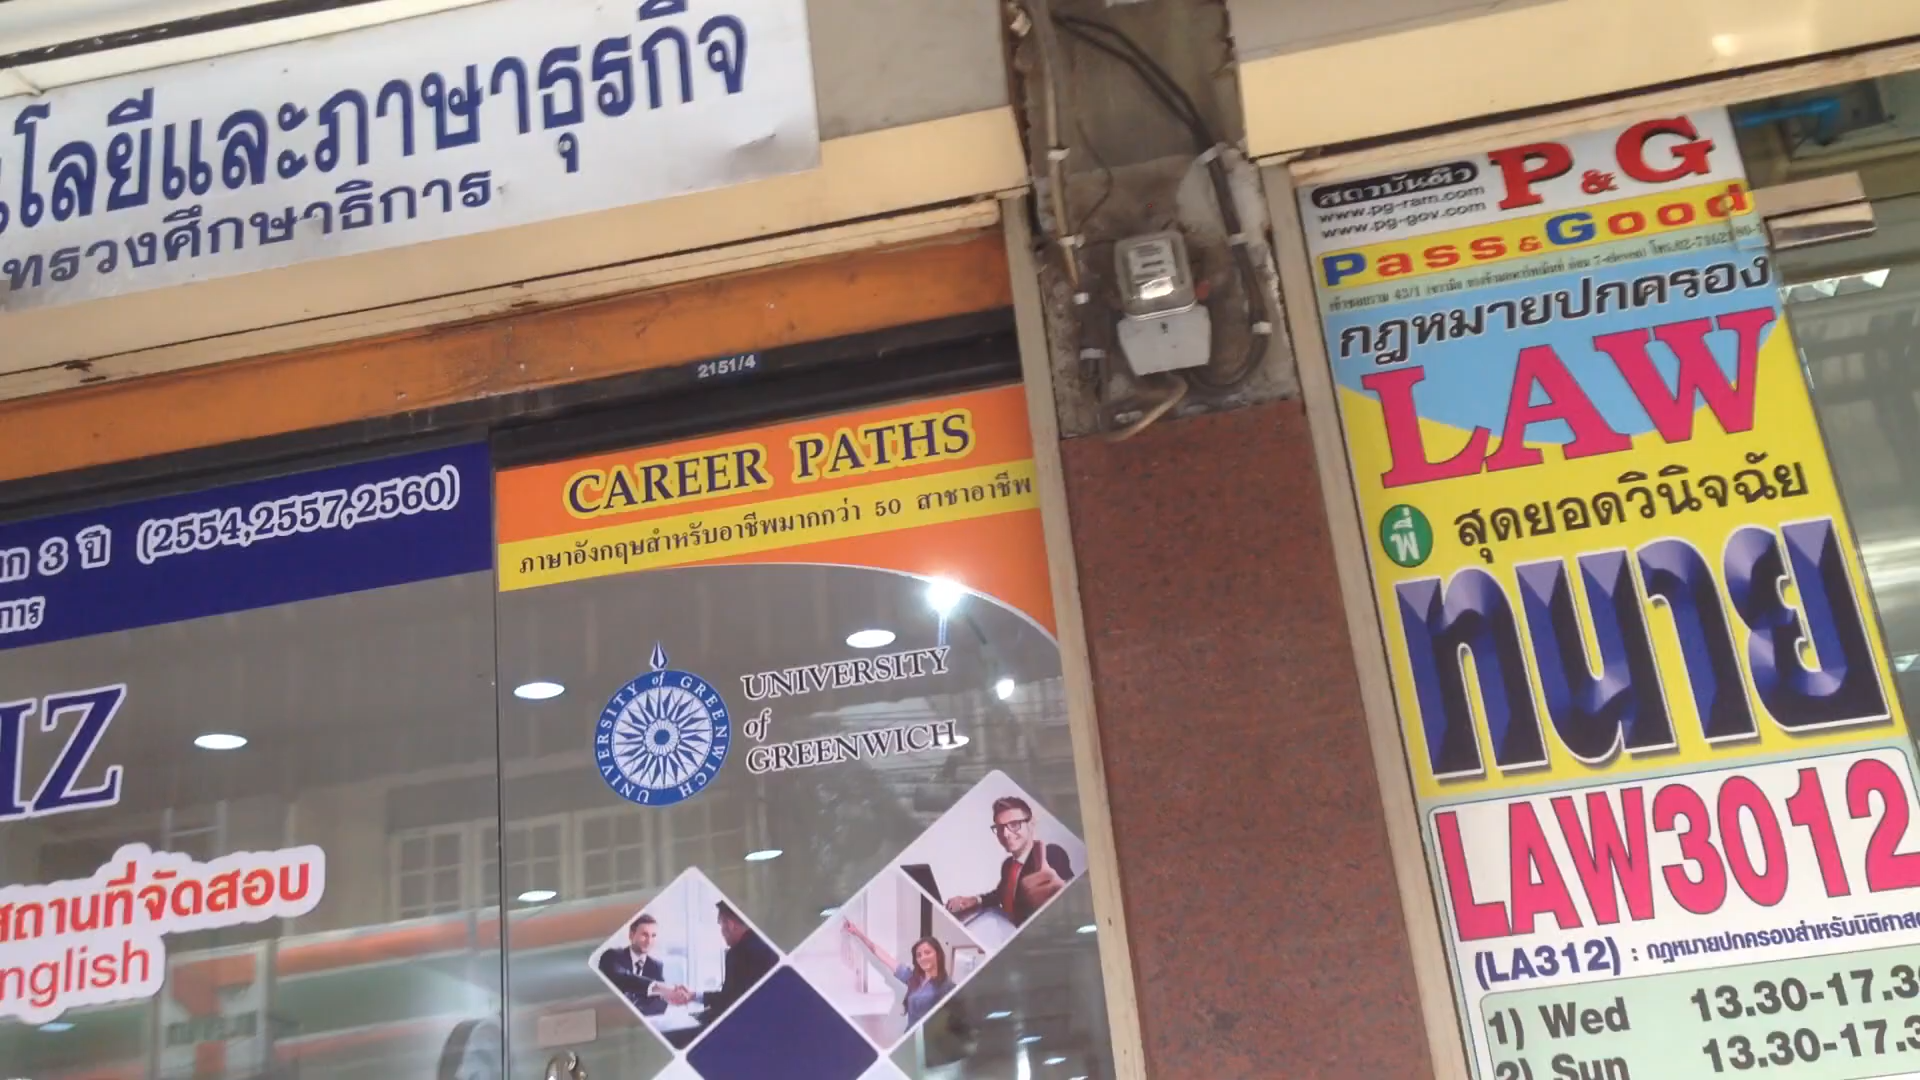 โลยีและภาษาธุรกิจ
ทรวงศึกษาธิการ
2151/4
3 ปี (2554,2557,2560)
การ
IZ
สถานที่จัดสอบ
nglish
CAREER PATHS
ภาษาอังกฤษสำหรับอาชีพมากกว่า 50 สาขาอาชีพ
UNIVERSITY of GREENWICH
UNIVERSITY
of
GREENWICH
สถาบันติว
P&G
www.pg-ram.com
www.pg-gov.com
Pass & Good
กฎหมายปกครอง
LAW
พี่ สุดยอดวินิจฉัย
ทนาย
LAW3012
(LA312) : กฎหมายปกครองสำหรับนิติศาส
1) Wed 13.30-17.3
2) Sun 13.30-17.3